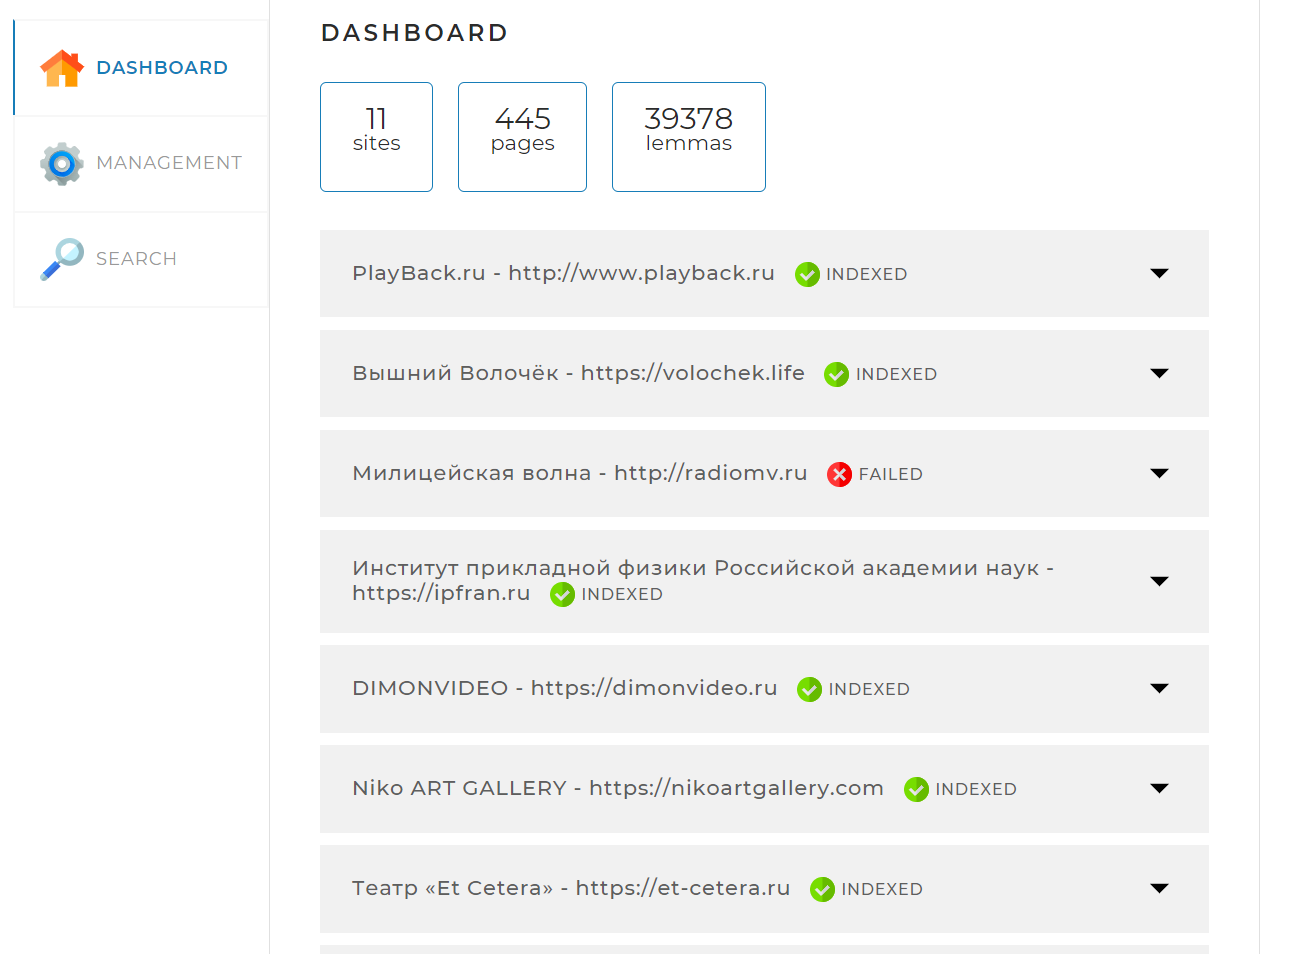 DASHBOARD
MANAGEMENT
SEARCH
DASHBOARD
11
sites
445
pages
39378
lemmas
PlayBack.ru - http://www.playback.ru INDEXED
Вышний Волочёк - https://volochek.life INDEXED
Милицейская волна - http://radiomv.ru FAILED
Институт прикладной физики Российской академии наук -
https://ipfran.ru INDEXED
DIMONVIDEO - https://dimonvideo.ru INDEXED
Niko ART GALLERY - https://nikoartgallery.com INDEXED
Театр «Et Cetera» - https://et-cetera.ru INDEXED